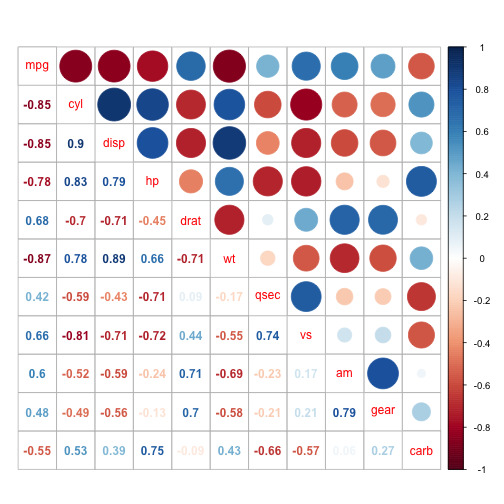 1
mpg
0.8
-0.85 cyl
0.6
-0.85 0.9 disp
0.4
-0.78 0.83 0.79 hp
0.2
0.68 -0.7 -0.71 -0.45 drat
0
-0.87 0.78 0.89 0.66 -0.71 wt
-0.2
0.42 -0.59 -0.43 -0.71 0.09 -0.17 qsec
0.66 -0.81 -0.71 -0.72 0.44 -0.55 0.74 vs
-0.4
0.6 -0.52 -0.59 -0.24 0.71 -0.69 -0.23 0.17 am
-0.6
0.48 -0.49 -0.56 -0.13 0.7 -0.58 -0.21 0.21 0.79 gear
-0.8
-0.55 0.53 0.39 0.75 -0.09 0.43 -0.66 -0.57 0.06 0.27 carb
-1